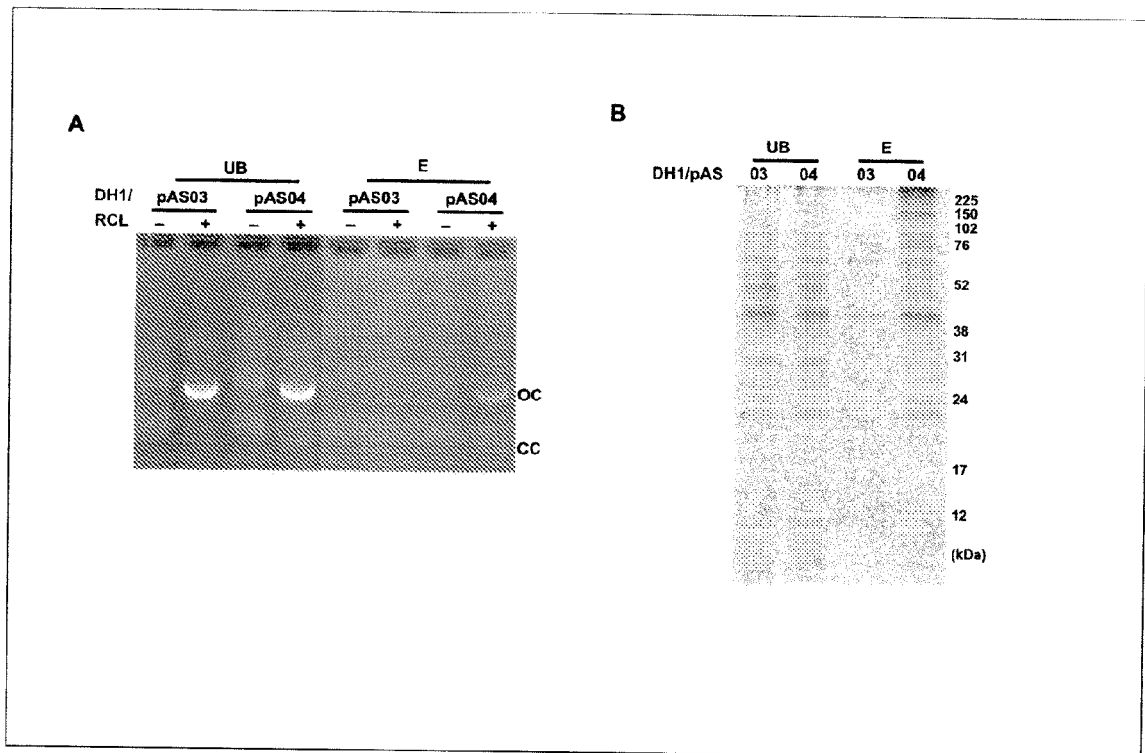 A
UB E
DH1/ pAS03 pAS04 pAS03 pAS04
RCL – + – + – + – +
OC
CC
B
UB E
DH1/pAS 03 04 03 04
225
150
102
76
52
38
31
24
17
12
(kDa)